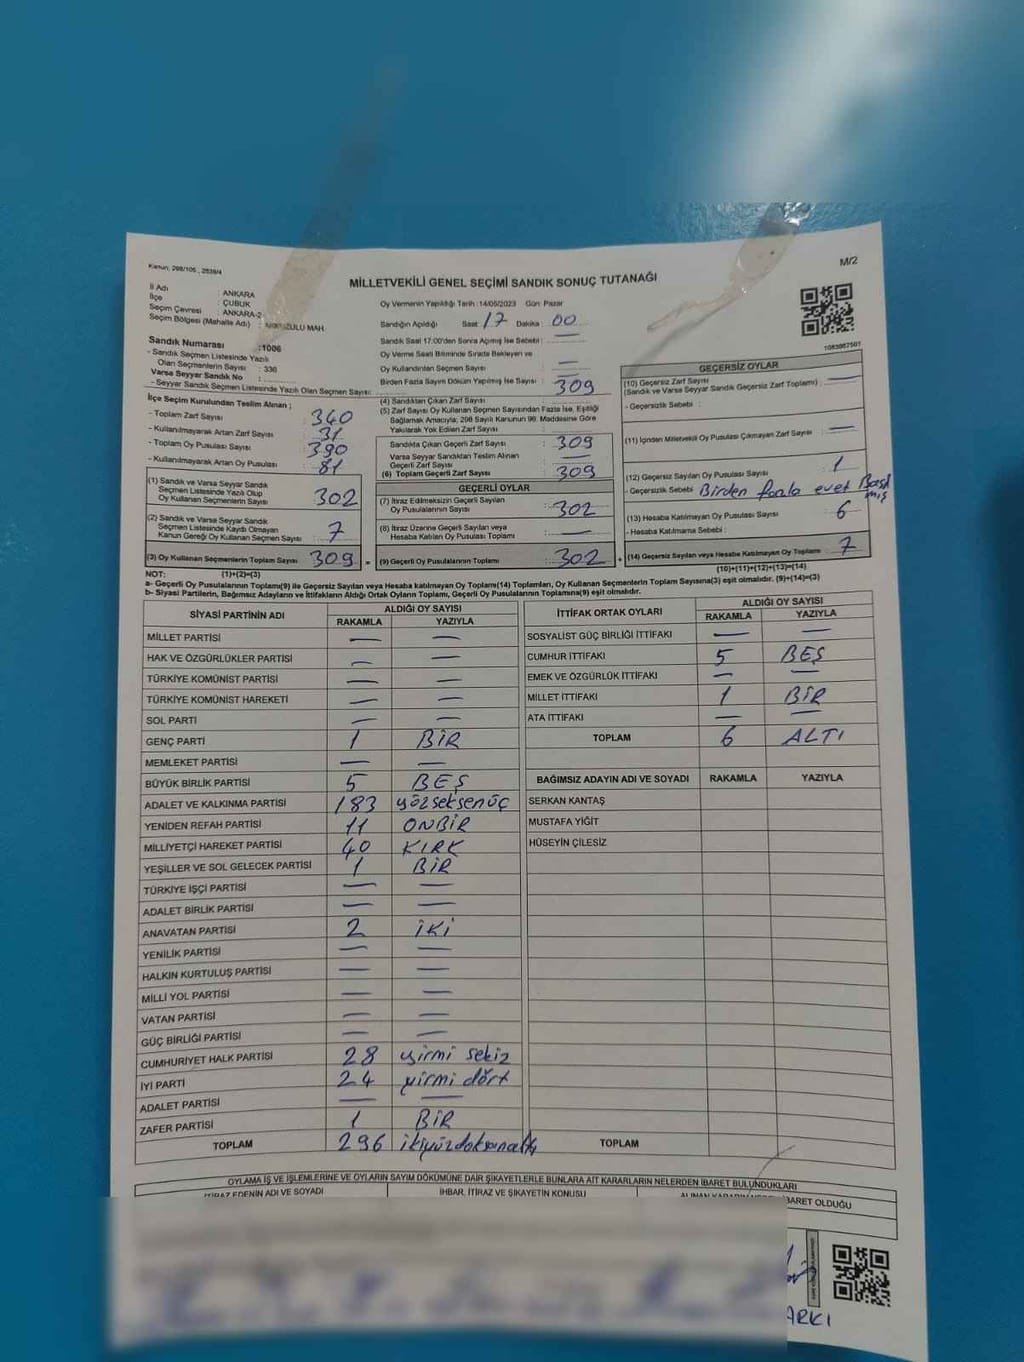 Kanun: 298/105., 2839/4
M/2
MİLLETVEKİLİ GENEL SEÇİMİ SANDIK SONUÇ TUTANAĞI
İl Adı : ANKARA
İlçe : ÇUBUK
Seçim Çevresi : ANKARA-2
Seçim Bölgesi (Mahalle Adı) : MAH.
Sandık Numarası :1006
- Sandık Seçmen Listesinde Yazılı
Olan Seçmenlerin Sayısı : 336
Varsa Seyyar Sandık No :
- Seyyar Sandık Seçmen Listesinde Yazılı Olan Seçmen Sayısı:
İlçe Seçim Kurulundan Teslim Alınan ;
- Toplam Zarf Sayısı : 340
- Kullanılmayarak Artan Zarf Sayısı : 31
- Toplam Oy Pusulası Sayısı : 390
- Kullanılmayarak Artan Oy Pusulası : 81
(1) Sandık ve Varsa Seyyar Sandık
Seçmen Listesinde Yazılı Olup
Oy Kullanan Seçmenlerin Sayısı : 302
(2) Sandık ve Varsa Seyyar Sandık
Seçmen Listesinde Kaydı Olmayan
Kanun Gereği Oy Kullanan Seçmen Sayısı : 7
(3) Oy Kullanan Seçmenlerin Toplam Sayısı : 309
Oy Vermenin Yapıldığı Tarih :14/05/2023 Gün: Pazar
Sandığın Açıldığı Saat : 17 Dakika : 00
Sandık Saat 17:00'den Sonra Açılmış İse Sebebi : —
Oy Verme Saati Bitiminde Sırada Bekleyen ve
Oy Kullandırılan Seçmen Sayısı : —
Birden Fazla Sayım Döküm Yapılmış İse Sayısı : —
(4) Sandıktan Çıkan Zarf Sayısı : 309
(5) Zarf Sayısı Oy Kullanan Seçmen Sayısından Fazla İse, Eşitliği
Sağlamak Amacıyla; 298 Sayılı Kanunun 98. Maddesine Göre
Yakılarak Yok Edilen Zarf Sayısı :
Sandıkta Çıkan Geçerli Zarf Sayısı : 309
Varsa Seyyar Sandıktan Teslim Alınan
Geçerli Zarf Sayısı : —
(6) Toplam Geçerli Zarf Sayısı : 309
GEÇERLİ OYLAR
(7) İtiraz Edilmeksizin Geçerli Sayılan
Oy Pusulalarının Toplamı : 302
(8) İtiraz Üzerine Geçerli Sayılan veya
Hesaba Katılan Oy Pusulası Toplamı : —
(9) Geçerli Oy Pusulalarının Toplamı : 302
1083067501
GEÇERSİZ OYLAR
(10) Geçersiz Zarf Sayısı : —
(Sandık ve Varsa Seyyar Sandık Geçersiz Zarf Toplamı)
- Geçersizlik Sebebi :
(11) İçinden Milletvekili Oy Pusulası Çıkmayan Zarf Sayısı : —
(12) Geçersiz Sayılan Oy Pusulası Sayısı : 1
- Geçersizlik Sebebi : Birden fazla evet Basıl
mış
(13) Hesaba Katılmayan Oy Pusulası Sayısı : 6
- Hesaba Katılmama Sebebi :
(14) Geçersiz Sayılan veya Hesaba Katılmayan Oy Toplamı : 7
(10)+(11)+(12)+(13)=(14)
NOT: (1)+(2)=(3)
a- Geçerli Oy Pusulalarının Toplamı(9) ile Geçersiz Sayılan veya Hesaba katılmayan Oy Toplam(14) Toplamları, Oy Kullanan Seçmenlerin Toplam Sayısına(3) eşit olmalıdır. (9)+(14)=(3)
b- Siyasi Partilerin, Bağımsız Adayların ve İttifakların Aldığı Ortak Oyların Toplamı, Geçerli Oy Pusulalarının Toplamına(9) eşit olmalıdır.
SİYASİ PARTİNİN ADI ALDIĞI OY SAYISI
RAKAMLA YAZIYLA
MİLLET PARTİSİ — —
HAK VE ÖZGÜRLÜKLER PARTİSİ — —
TÜRKİYE KOMÜNİST PARTİSİ — —
TÜRKİYE KOMÜNİST HAREKETİ — —
SOL PARTİ — —
GENÇ PARTİ 1 BİR
MEMLEKET PARTİSİ — —
BÜYÜK BİRLİK PARTİSİ 5 BEŞ
ADALET VE KALKINMA PARTİSİ 183 yüzseksenüç
YENİDEN REFAH PARTİSİ 11 ONBİR
MİLLİYETÇİ HAREKET PARTİSİ 40 KIRK
YEŞİLLER VE SOL GELECEK PARTİSİ 1 BİR
TÜRKİYE İŞÇİ PARTİSİ — —
ADALET BİRLİK PARTİSİ — —
ANAVATAN PARTİSİ 2 İKİ
YENİLİK PARTİSİ — —
HALKIN KURTULUŞ PARTİSİ — —
MİLLİ YOL PARTİSİ — —
VATAN PARTİSİ — —
GÜÇ BİRLİĞİ PARTİSİ — —
CUMHURİYET HALK PARTİSİ 28 yirmi sekiz
İYİ PARTİ 24 yirmi dört
ADALET PARTİSİ — —
ZAFER PARTİSİ 1 BİR
TOPLAM 296 ikiyüzdoksanaltı
İTTİFAK ORTAK OYLARI ALDIĞI OY SAYISI
RAKAMLA YAZIYLA
SOSYALİST GÜÇ BİRLİĞİ İTTİFAKI — —
CUMHUR İTTİFAKI 5 BEŞ
EMEK VE ÖZGÜRLÜK İTTİFAKI — —
MİLLET İTTİFAKI 1 BİR
ATA İTTİFAKI — —
TOPLAM 6 ALTI
BAĞIMSIZ ADAYIN ADI VE SOYADI RAKAMLA YAZIYLA
SERKAN KANTAŞ
MUSTAFA YİĞİT
HÜSEYİN ÇİLESİZ
TOPLAM
OYLAMA İŞ VE İŞLEMLERİNE VE OYLARIN SAYIM DÖKÜMÜNE DAİR ŞİKAYETLERLE BUNLARA AİT KARARLARIN NELERDEN İBARET BULUNDUKLARI
İTİRAZ EDENİN ADI VE SOYADI İHBAR, İTİRAZ VE ŞİKAYETİN KONUSU ALINAN KARARIN İBARET OLDUĞU
ARKI